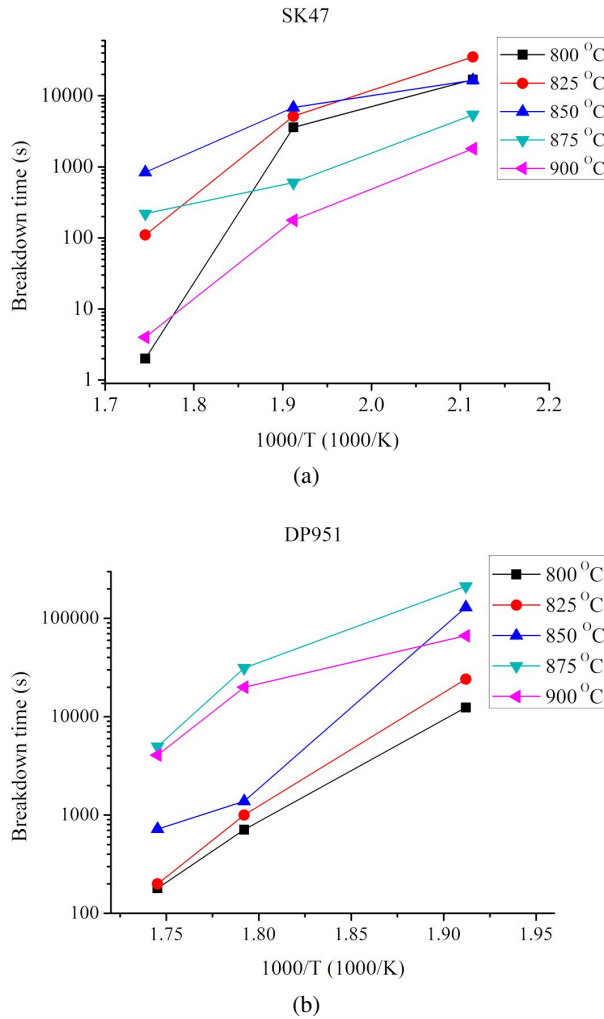 SK47
10000
1000
100
10
1
Breakdown time (s)
1.7 1.8 1.9 2.0 2.1 2.2
1000/T (1000/K)
800 °C
825 °C
850 °C
875 °C
900 °C
(a)
DP951
100000
10000
1000
100
Breakdown time (s)
1.75 1.80 1.85 1.90 1.95
1000/T (1000/K)
800 °C
825 °C
850 °C
875 °C
900 °C
(b)